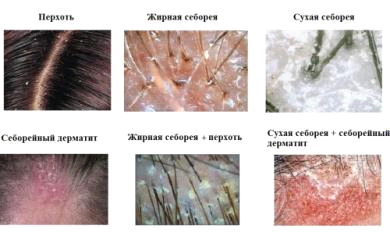 Перхоть
Жирная себорея
Сухая себорея
Себорейный дерматит
Жирная себорея + перхоть
Сухая себорея + себорейный
дерматит